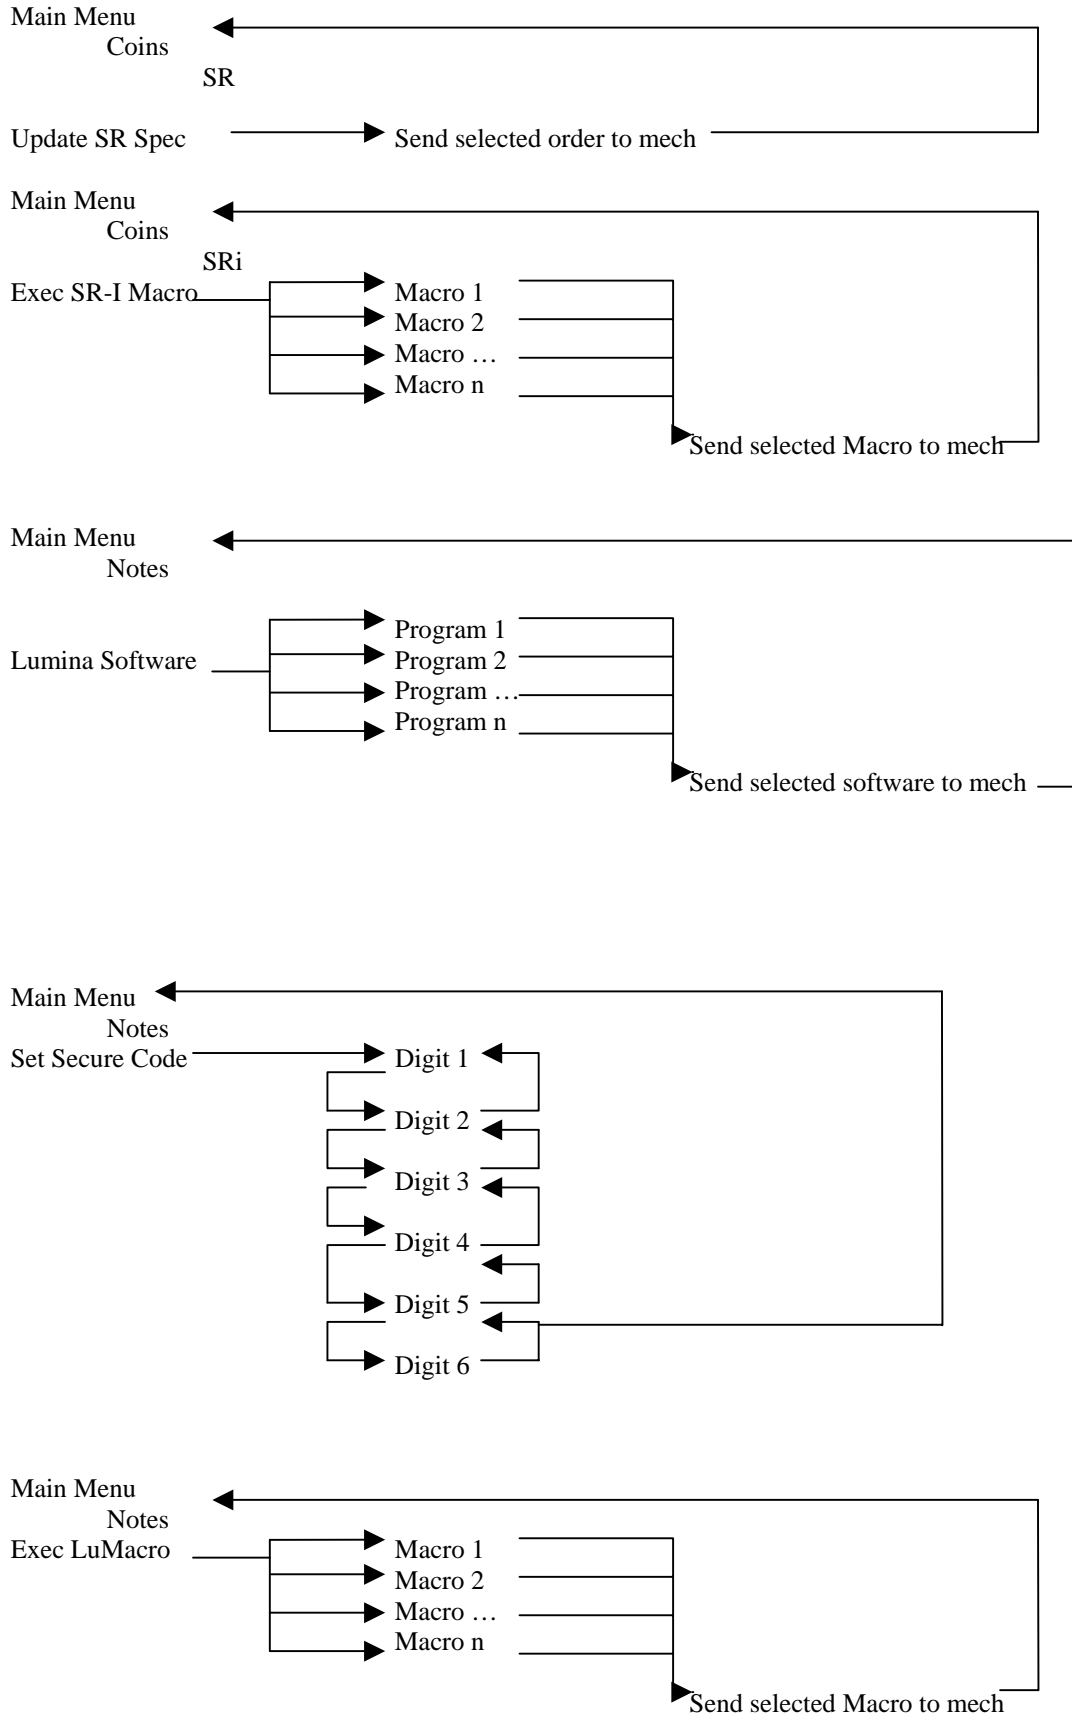 Main Menu
Coins
SR
Update SR Spec Send selected order to mech
Main Menu
Coins
SRi
Exec SR-I Macro Macro 1
Macro 2
Macro …
Macro n
Send selected Macro to mech
Main Menu
Notes
Program 1
Lumina Software Program 2
Program …
Program n
Send selected software to mech
Main Menu
Notes
Set Secure Code Digit 1
Digit 2
Digit 3
Digit 4
Digit 5
Digit 6
Main Menu
Notes
Exec LuMacro Macro 1
Macro 2
Macro …
Macro n
Send selected Macro to mech